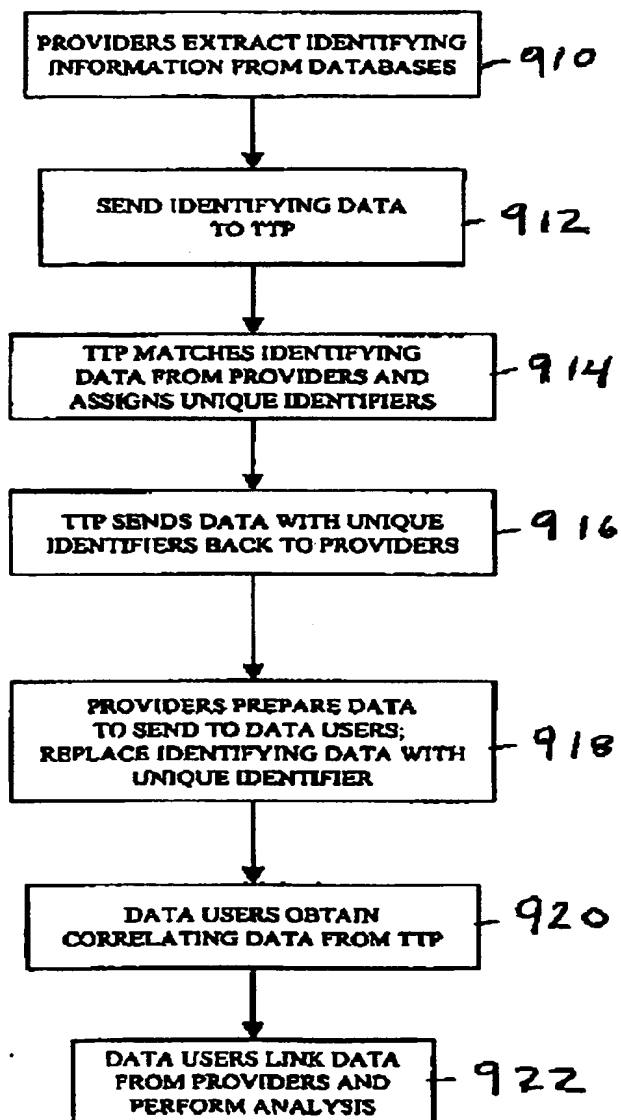 PROVIDERS EXTRACT IDENTIFYING
INFORMATION FROM DATABASES
910
SEND IDENTIFYING DATA
TO TTP
912
TTP MATCHES IDENTIFYING
DATA FROM PROVIDERS AND
ASSIGNS UNIQUE IDENTIFIERS
914
TTP SENDS DATA WITH UNIQUE
IDENTIFIERS BACK TO PROVIDERS
916
PROVIDERS PREPARE DATA
TO SEND TO DATA USERS;
REPLACE IDENTIFYING DATA WITH
UNIQUE IDENTIFIER
918
DATA USERS OBTAIN
CORRELATING DATA FROM TTP
920
DATA USERS LINK DATA
FROM PROVIDERS AND
PERFORM ANALYSIS
922